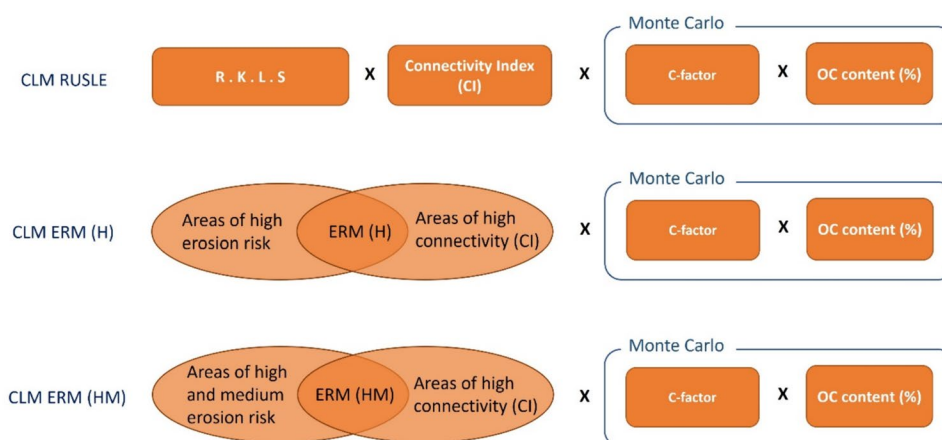 Monte Carlo
CLM RUSLE
R . K . L . S
X
Connectivity Index
(CI)
X
C-factor
X
OC content (%)
Monte Carlo
CLM ERM (H)
Areas of high
erosion risk
ERM (H)
Areas of high
connectivity (CI)
X
C-factor
X
OC content (%)
Monte Carlo
CLM ERM (HM)
Areas of high
and medium
erosion risk
ERM (HM)
Areas of high
connectivity (CI)
X
C-factor
X
OC content (%)